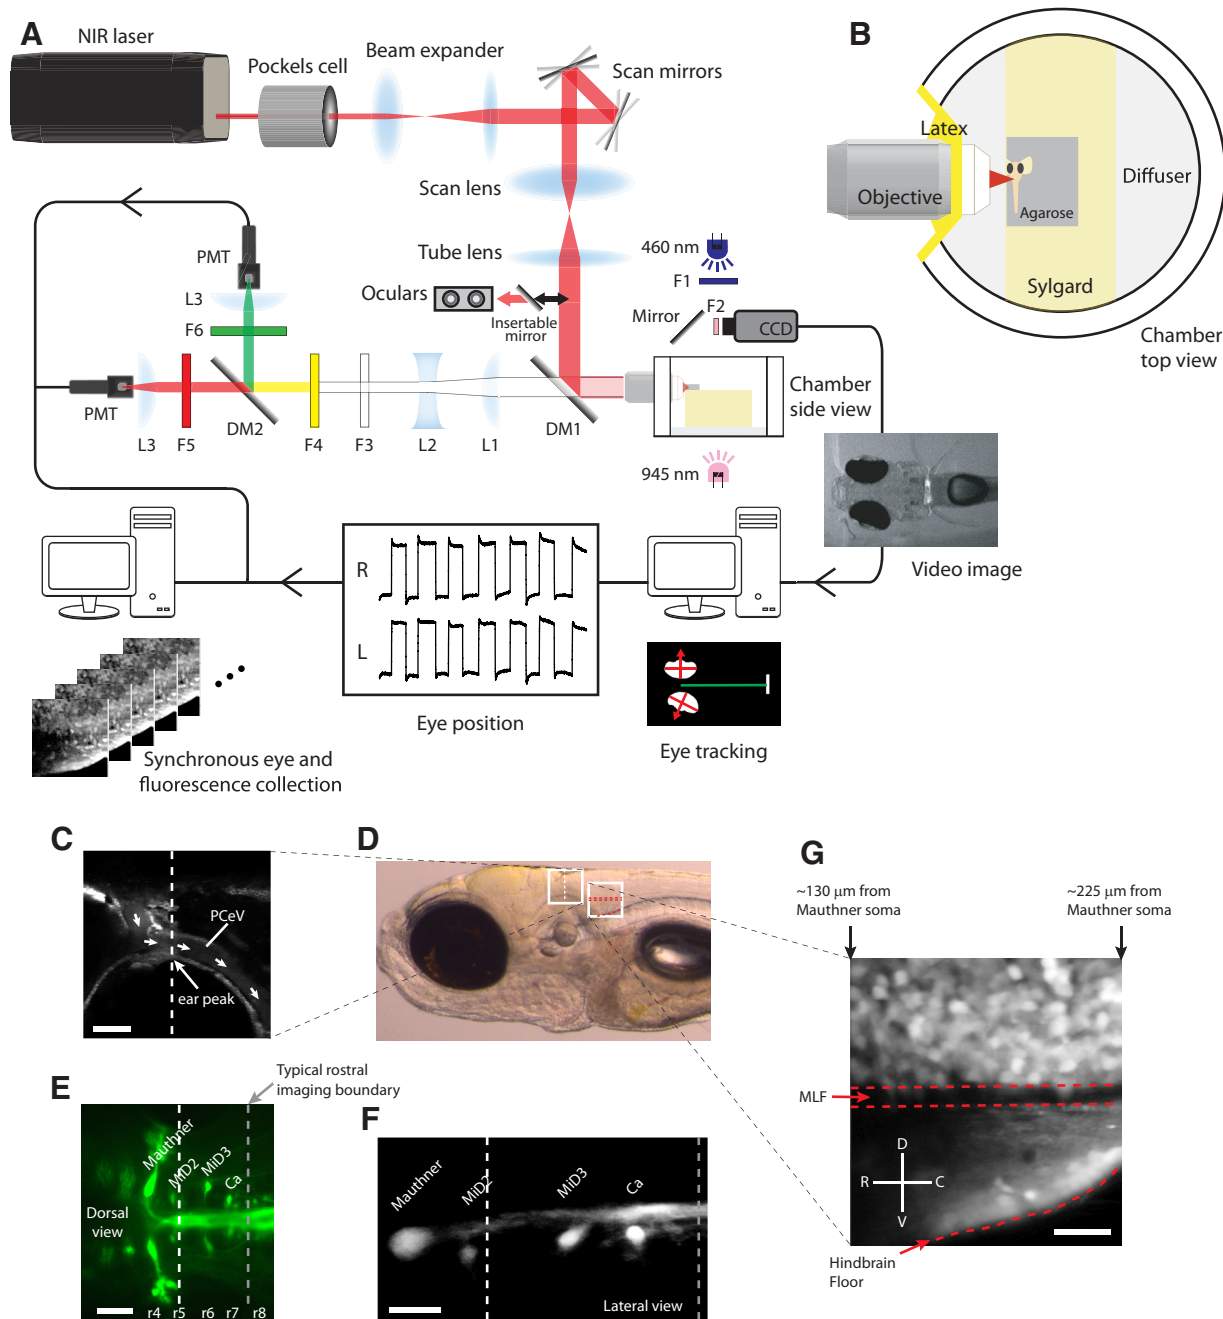 A
NIR laser
Pockels cell
Beam expander
Scan mirrors
Scan lens
Tube lens
460 nm
F1
Oculars
Insertable
mirror
Mirror
F2
CCD
PMT
L3
F6
PMT
L3
F5
DM2
F4
F3
L2
L1
DM1
Chamber
side view
945 nm
Video image
R
L
Eye position
Eye tracking
Synchronous eye and
fluorescence collection
B
Latex
Objective
Agarose
Diffuser
Sylgard
Chamber
top view
C
PCeV
ear peak
D
E
Typical rostral
imaging boundary
Mauthner
MiD2
MiD3
Ca
Dorsal
view
r4
r5
r6
r7
r8
F
Mauthner
MiD2
MiD3
Ca
Lateral view
G
~130 μm from
Mauthner soma
~225 μm from
Mauthner soma
MLF
D
R
C
V
Hindbrain
Floor